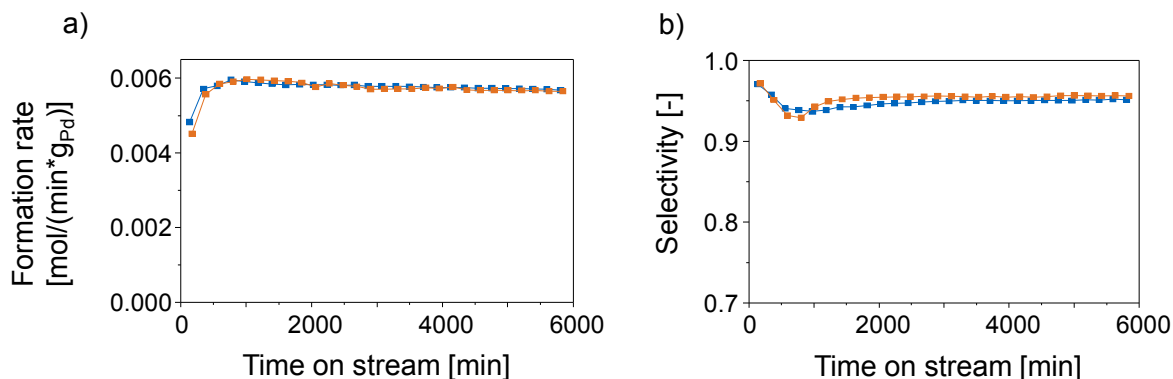 a)
Formation rate
[mol/(min*gPd)]
0.006
0.004
0.002
0.000
0
2000
4000
6000
Time on stream [min]
b)
Selectivity [-]
1.0
0.9
0.8
0.7
0
2000
4000
6000
Time on stream [min]